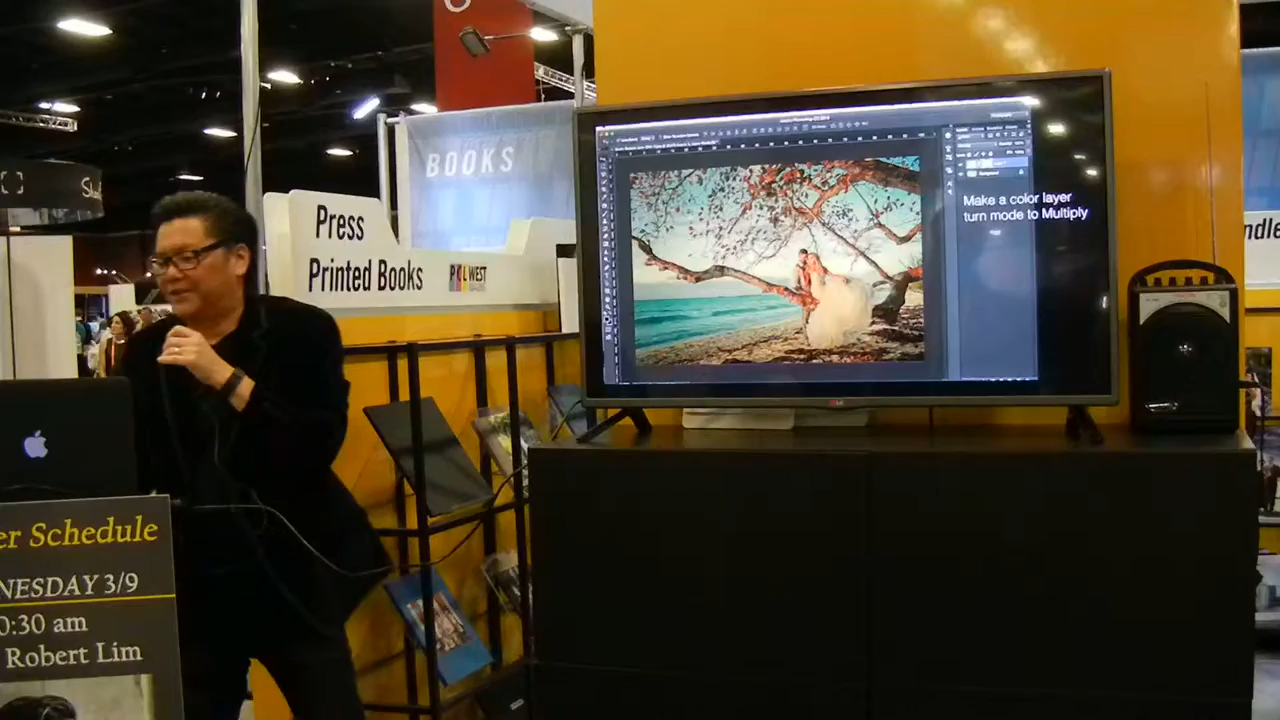 BOOKS
Press
Printed Books
WEST
Make a color layer
turn mode to Multiply
er Schedule
NESDAY 3/9
0:30 am
Robert Lim
ndle
LG